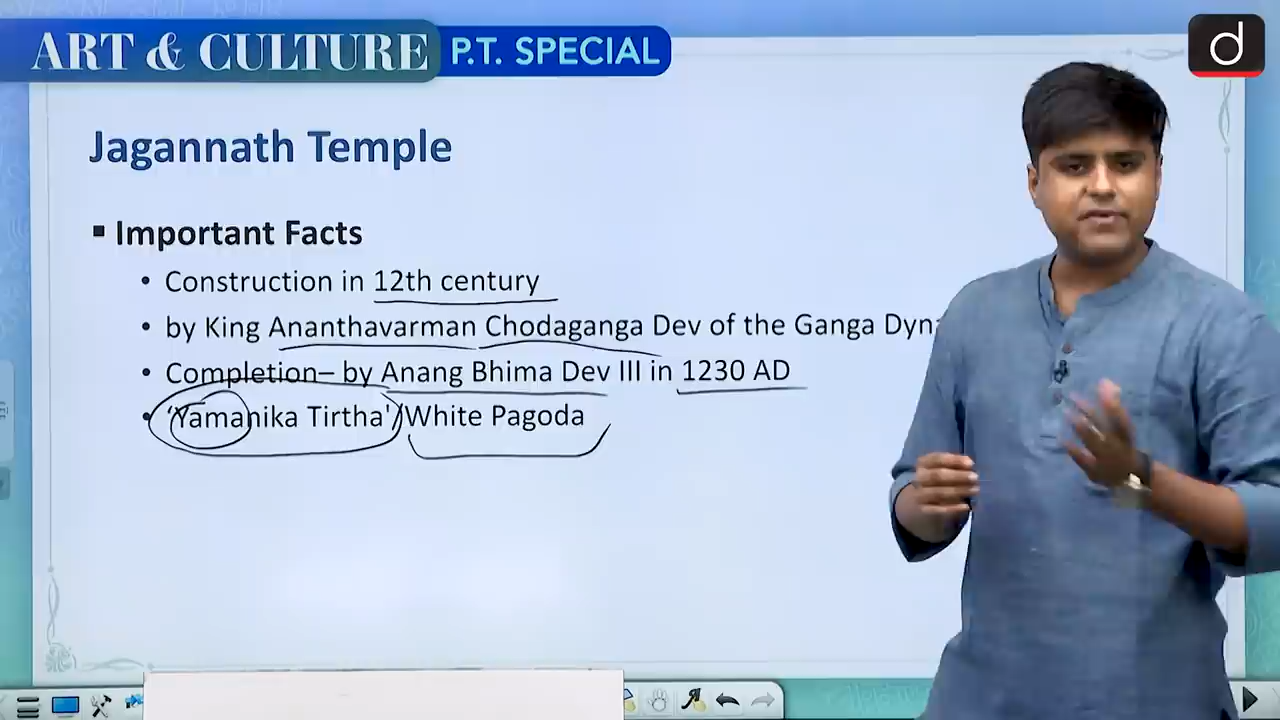 ART & CULTURE P.T. SPECIAL
d
Jagannath Temple
▪ Important Facts
• Construction in 12th century
• by King Ananthavarman Chodaganga Dev of the Ganga Dyna
• Completion– by Anang Bhima Dev III in 1230 AD
• 'Yamanika Tirtha'/White Pagoda